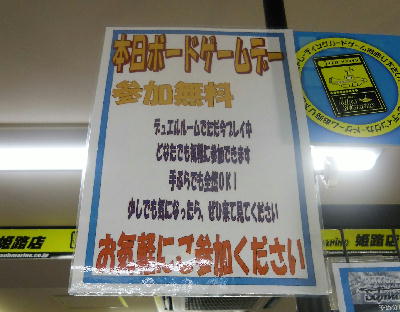 本日ボードゲームデー
参加無料
デュエルルームでただ今プレイ中
どなたでも気軽に参加できます
手ぶらでも全然OK!
少しでも気になったら、ぜひ来て見てください
お気軽にご参加ください
姫路店
姫路店